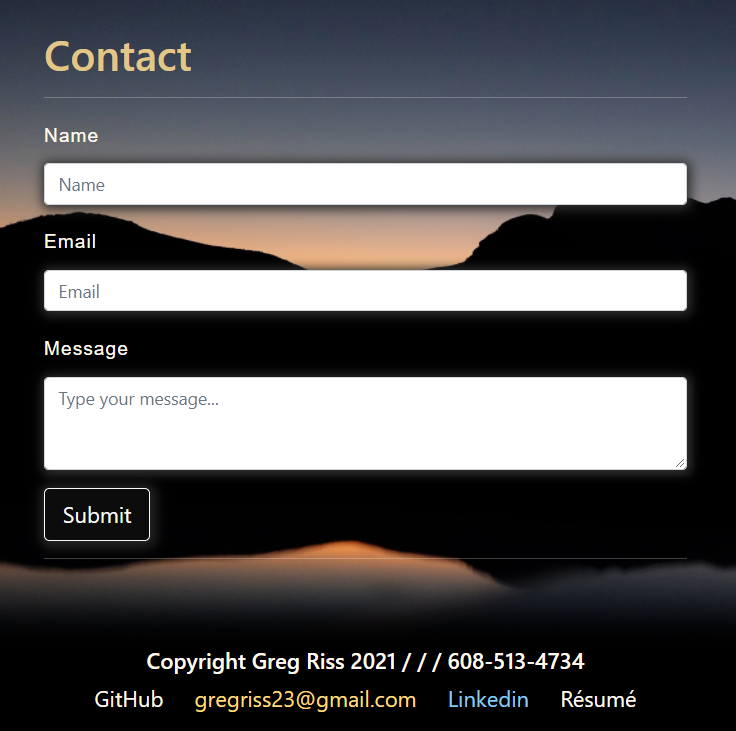 Contact
Name
Name
Email
Email
Message
Type your message...
Submit
Copyright Greg Riss 2021 / / / 608-513-4734
GitHub gregriss23@gmail.com Linkedin Résumé